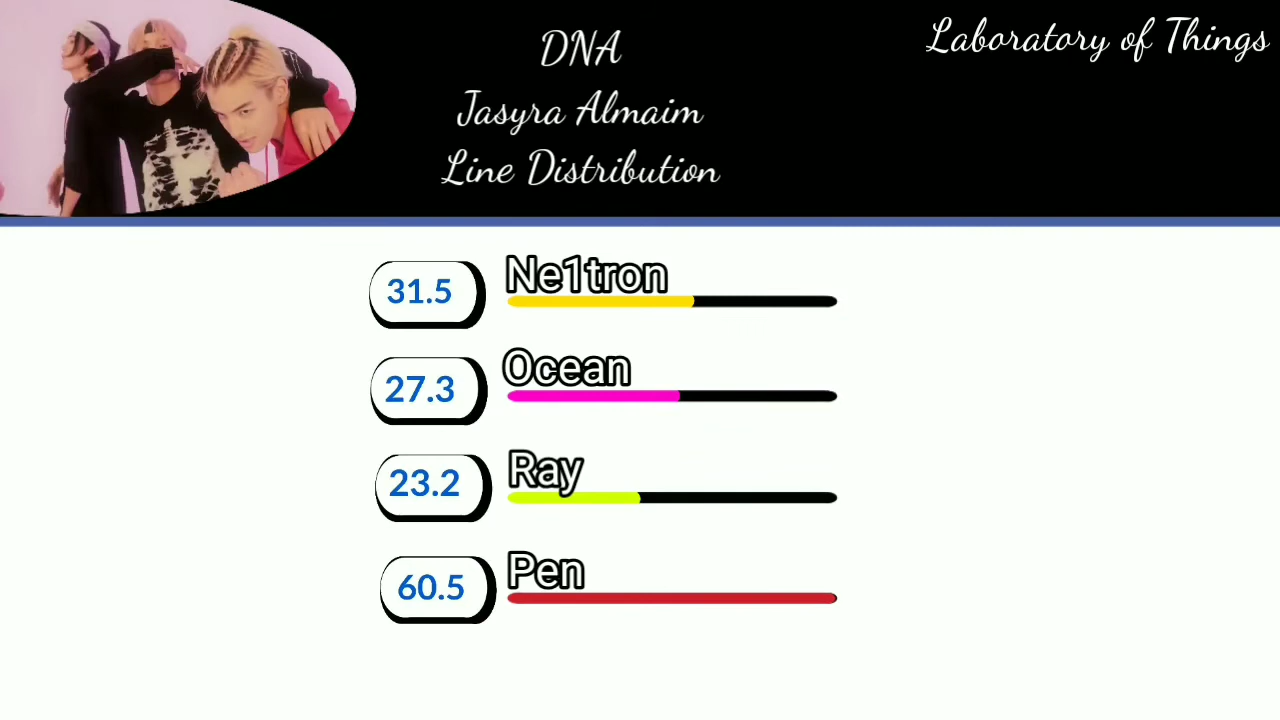 DNA
Jasyra Almaim
Line Distribution
Laboratory of Things
31.5 Ne1tron
27.3 Ocean
23.2 Ray
60.5 Pen